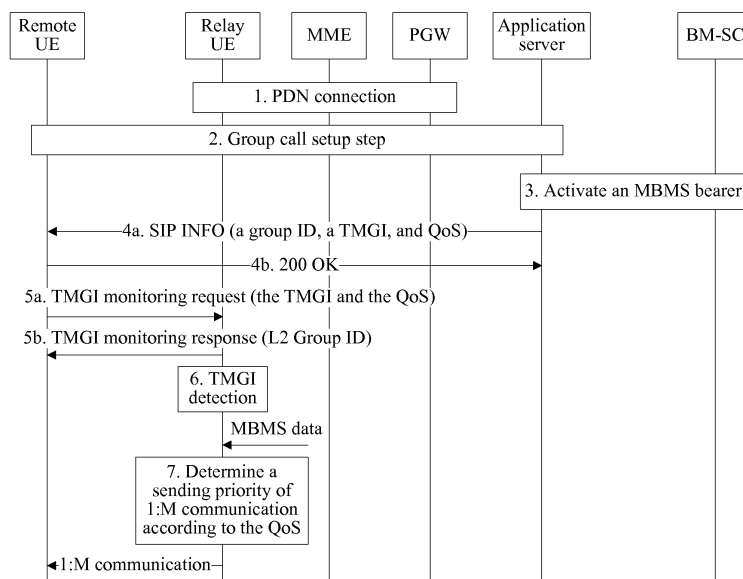 Remote
UE
Relay
UE
MME
PGW
Application
server
BM-SC
1. PDN connection
2. Group call setup step
3. Activate an MBMS bearer
4a. SIP INFO (a group ID, a TMGI, and QoS)
4b. 200 OK
5a. TMGI monitoring request (the TMGI and the QoS)
5b. TMGI monitoring response (L2 Group ID)
6. TMGI
detection
MBMS data
7. Determine a
sending priority of
1:M communication
according to the QoS
1:M communication